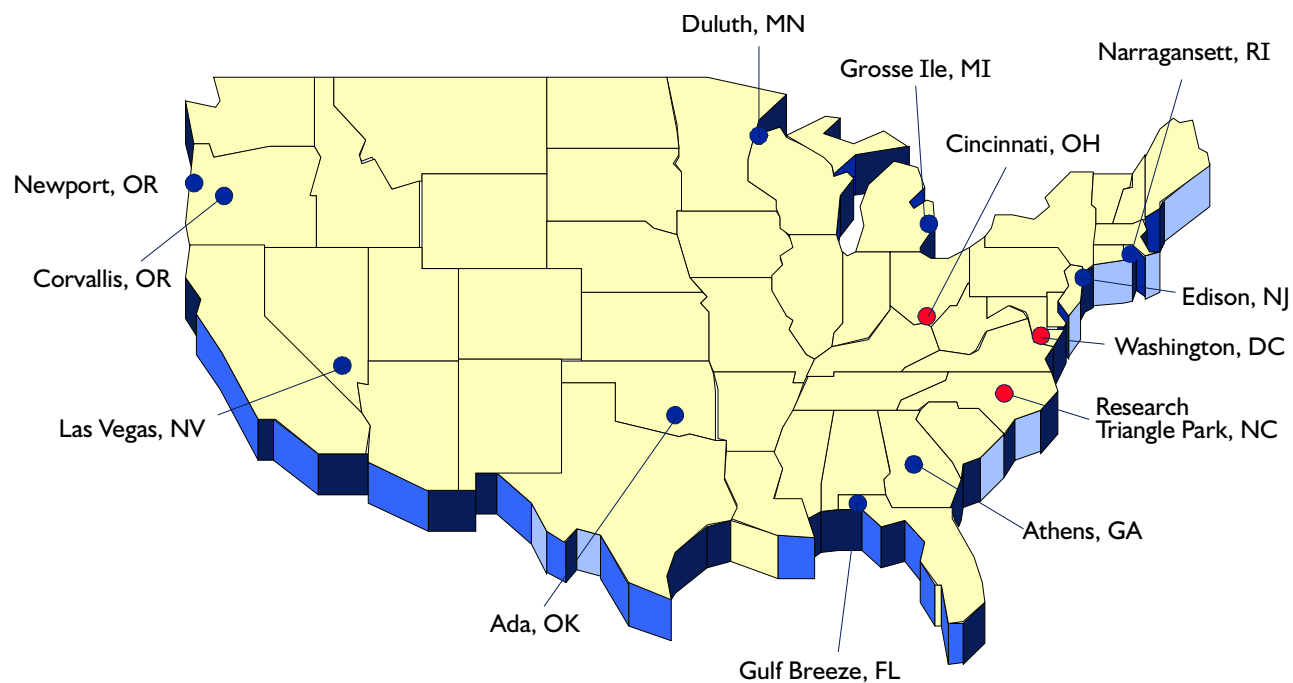 Duluth, MN
Narragansett, RI
Grosse Ile, MI
Cincinnati, OH
Newport, OR
Corvallis, OR
Edison, NJ
Washington, DC
Las Vegas, NV
Research
Triangle Park, NC
Athens, GA
Ada, OK
Gulf Breeze, FL